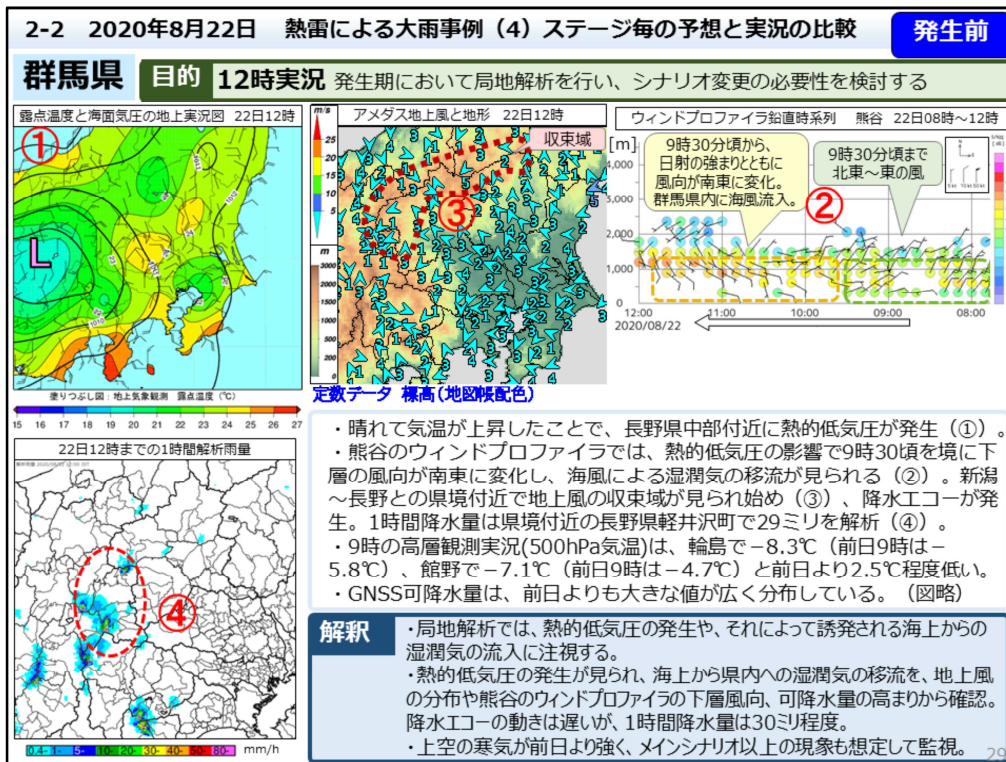 2-2　2020年8月22日　熱雷による大雨事例（4）ステージ毎の予想と実況の比較
発生前
群馬県
目的
12時実況 発生期において局地解析を行い、シナリオ変更の必要性を検討する
露点温度と海面気圧の地上実況図　22日12時
①
L
1010
塗りつぶし図：地上気象観測　露点温度（℃）
15 16 17 18 19 20 21 22 23 24 25 26 27
m/s
25
20
15
10
5
m
3000
2000
1500
1000
500
200
0
アメダス地上風と地形　22日12時
収束域
③
定数データ 標高（地図帳配色）
ウィンドプロファイラ鉛直時系列　熊谷　22日08時～12時
[m]
4,000
3,000
2,000
1,000
0
9時30分頃から、
日射の強まりとともに
風向が南東に変化。
群馬県内に海風流入。
②
9時30分頃まで
北東～東の風
12:00 11:00 10:00 09:00 08:00
2020/08/22
22日12時までの1時間解析雨量
④
0.4- 1- 5- 10- 20- 30- 40- 50- 80- mm/h
・晴れて気温が上昇したことで、長野県中部付近に熱的低気圧が発生（①）。
・熊谷のウィンドプロファイラでは、熱的低気圧の影響で9時30頃を境に下
層の風向が南東に変化し、海風による湿潤気の移流が見られる（②）。新潟
～長野との県境付近で地上風の収束域が見られ始め（③）、降水エコーが発
生。1時間降水量は県境付近の長野県軽井沢町で29ミリを解析（④）。
・9時の高層観測実況(500hPa気温)は、輪島で－8.3℃（前日9時は－
5.8℃）、館野で－7.1℃（前日9時は－4.7℃）と前日より2.5℃程度低い。
・GNSS可降水量は、前日よりも大きな値が広く分布している。（図略）
解釈
・局地解析では、熱的低気圧の発生や、それによって誘発される海上からの
湿潤気の流入に注視する。
・熱的低気圧の発生が見られ、海上から県内への湿潤気の移流を、地上風
の分布や熊谷のウィンドプロファイラの下層風向、可降水量の高まりから確認。
降水エコーの動きは遅いが、1時間降水量は30ミリ程度。
・上空の寒気が前日より強く、メインシナリオ以上の現象も想定して監視。
29